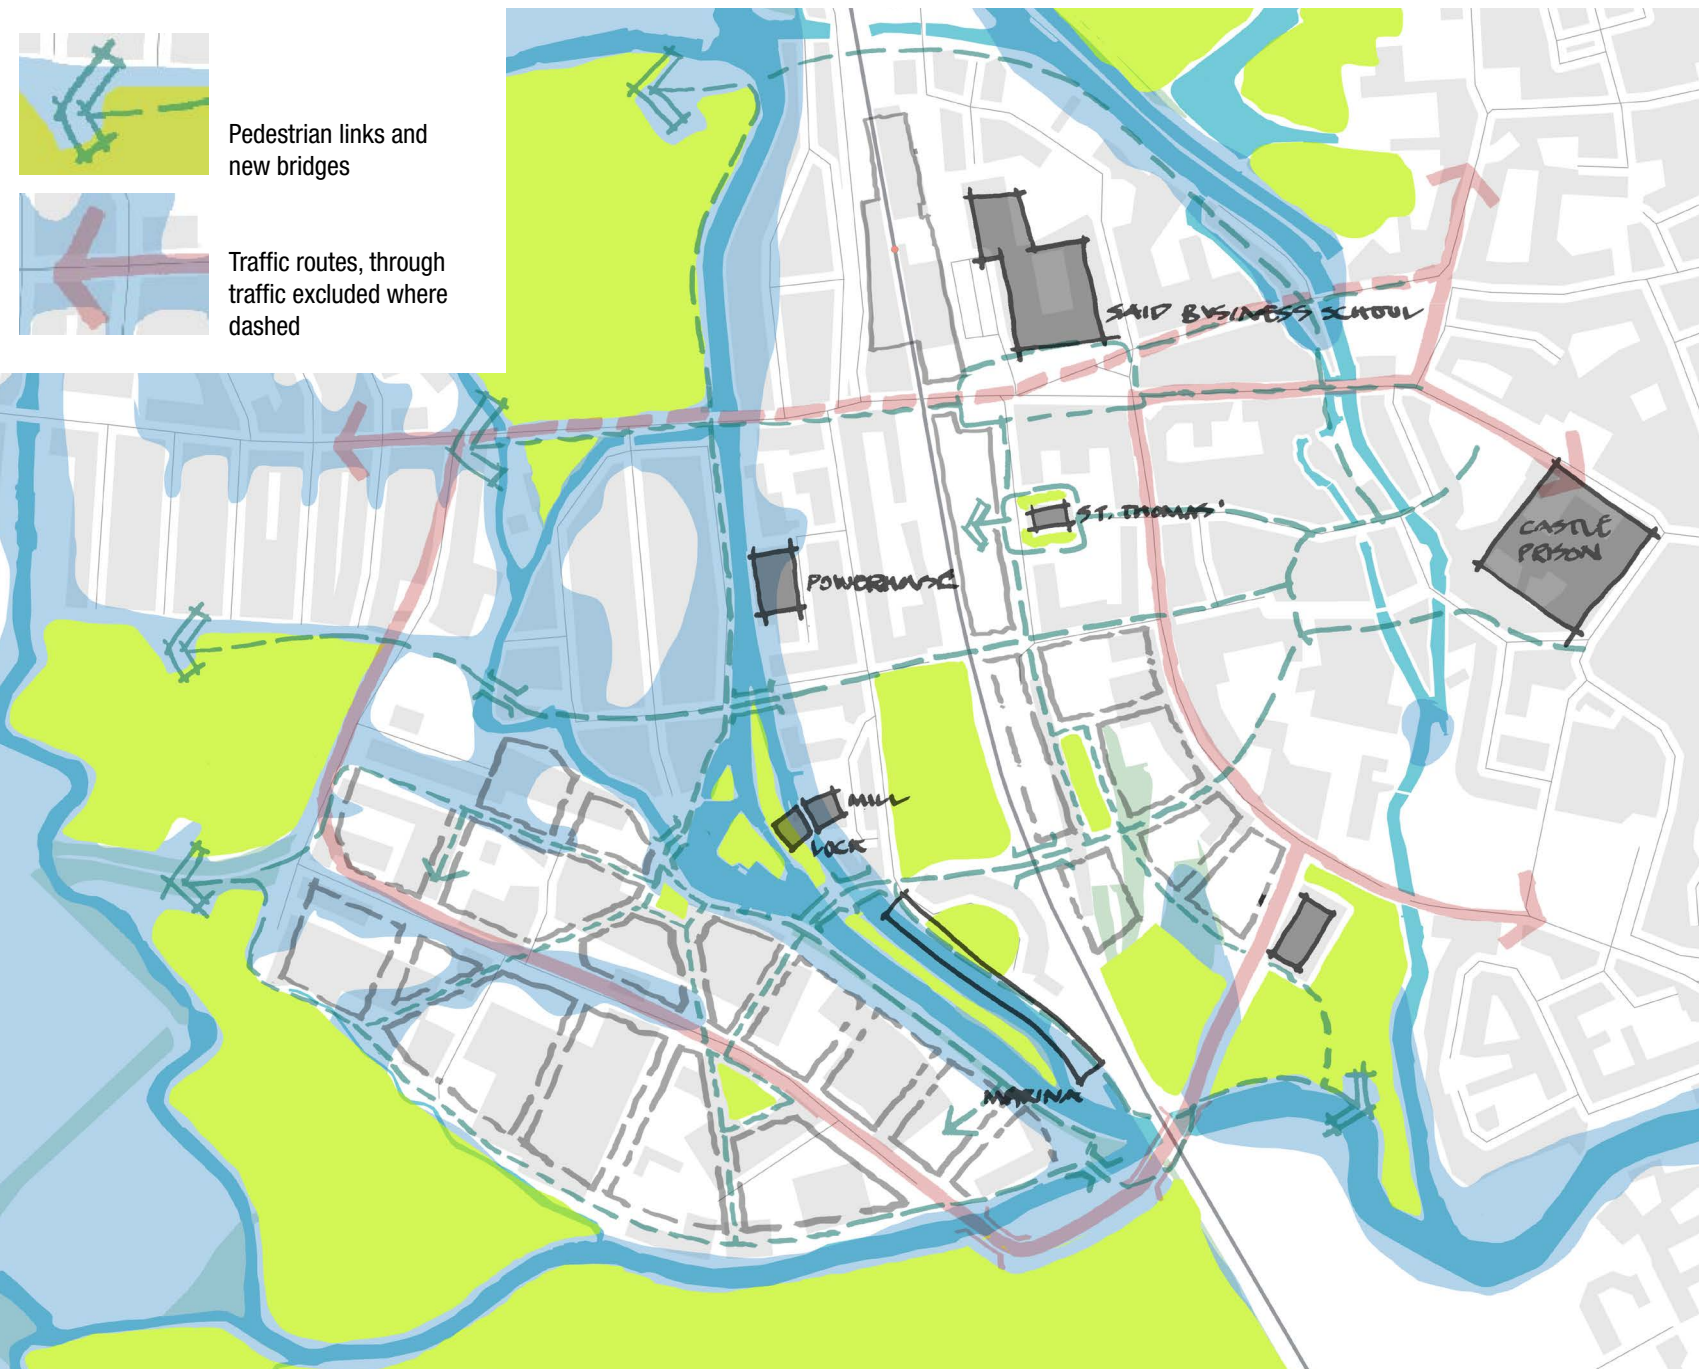 Pedestrian links and
new bridges
Traffic routes, through
traffic excluded where
dashed
SAID BUSINESS SCHOOL
ST. THOMAS'
CASTLE
PRISON
POWERHOUSE
MILL
LOCK
MARINA